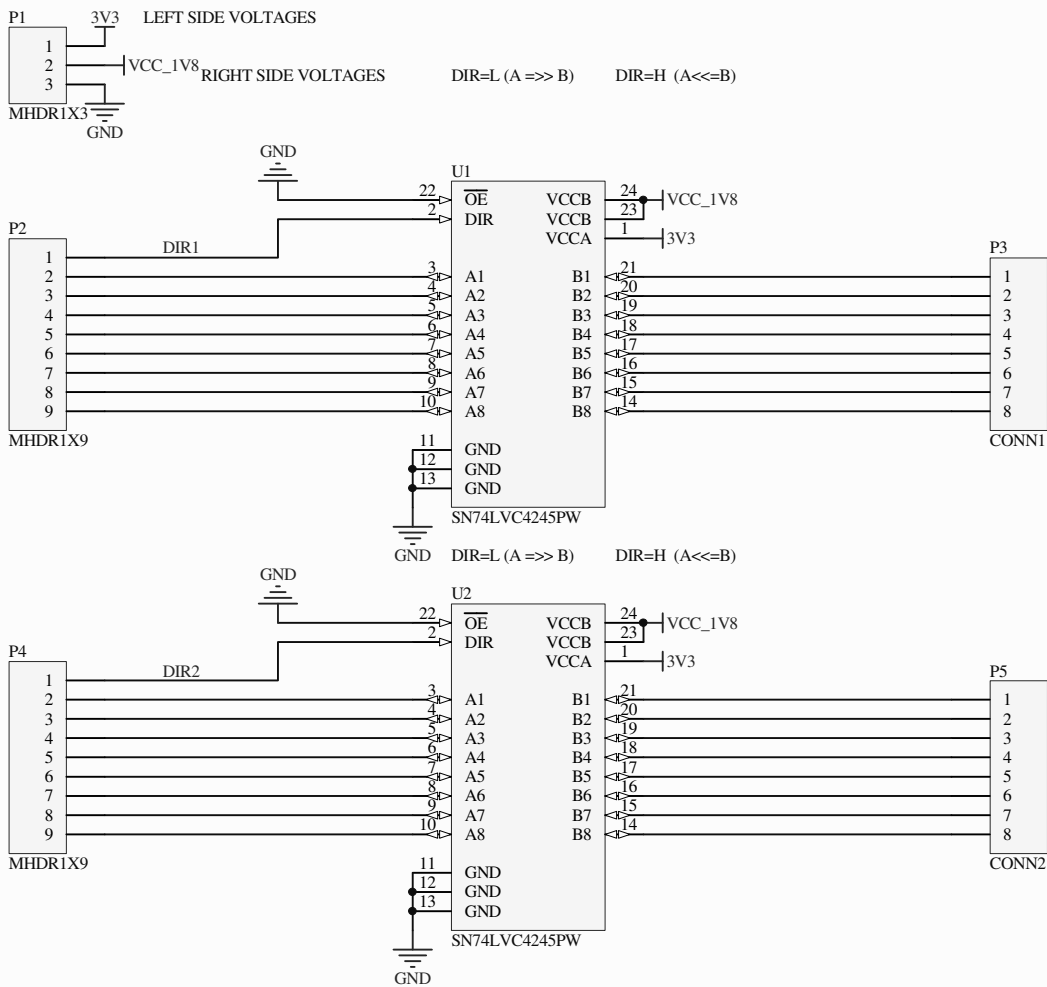 P1
3V3 LEFT SIDE VOLTAGES
1
2 VCC_1V8 RIGHT SIDE VOLTAGES DIR=L (A =>> B) DIR=H (A<<=B)
3
MHDR1X3
GND
GND
U1
22 OE VCCB 24 VCC_1V8
2 DIR VCCB 23
VCCA 1 3V3
P2
P3
1 DIR1
2 3 A1 B1 21 1
3 4 A2 B2 20 2
4 5 A3 B3 19 3
5 6 A4 B4 18 4
6 7 A5 B5 17 5
7 8 A6 B6 16 6
8 9 A7 B7 15 7
9 10 A8 B8 14 8
MHDR1X9
CONN1
11 GND
12 GND
13 GND
SN74LVC4245PW
GND DIR=L (A =>> B) DIR=H (A<<=B)
GND
U2
22 OE VCCB 24 VCC_1V8
2 DIR VCCB 23
VCCA 1 3V3
P4
P5
1 DIR2
2 3 A1 B1 21 1
3 4 A2 B2 20 2
4 5 A3 B3 19 3
5 6 A4 B4 18 4
6 7 A5 B5 17 5
7 8 A6 B6 16 6
8 9 A7 B7 15 7
9 10 A8 B8 14 8
MHDR1X9
CONN2
11 GND
12 GND
13 GND
SN74LVC4245PW
GND